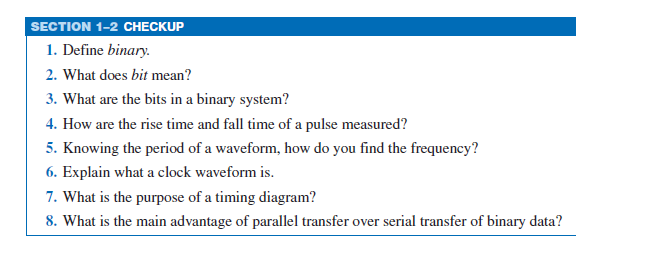 SECTION 1–2 CHECKUP
1. Define binary.
2. What does bit mean?
3. What are the bits in a binary system?
4. How are the rise time and fall time of a pulse measured?
5. Knowing the period of a waveform, how do you find the frequency?
6. Explain what a clock waveform is.
7. What is the purpose of a timing diagram?
8. What is the main advantage of parallel transfer over serial transfer of binary data?